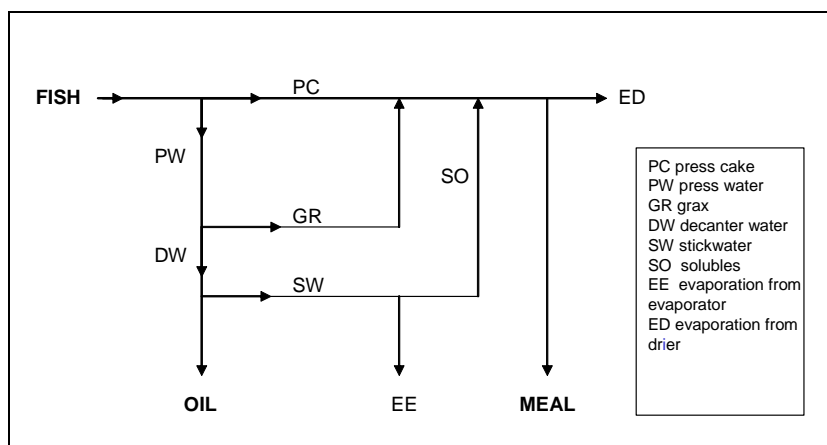 FISH
PC
ED
PW
SO
GR
DW
SW
OIL
EE
MEAL
PC press cake
PW press water
GR grax
DW decanter water
SW stickwater
SO solubles
EE evaporation from
evaporator
ED evaporation from
drier